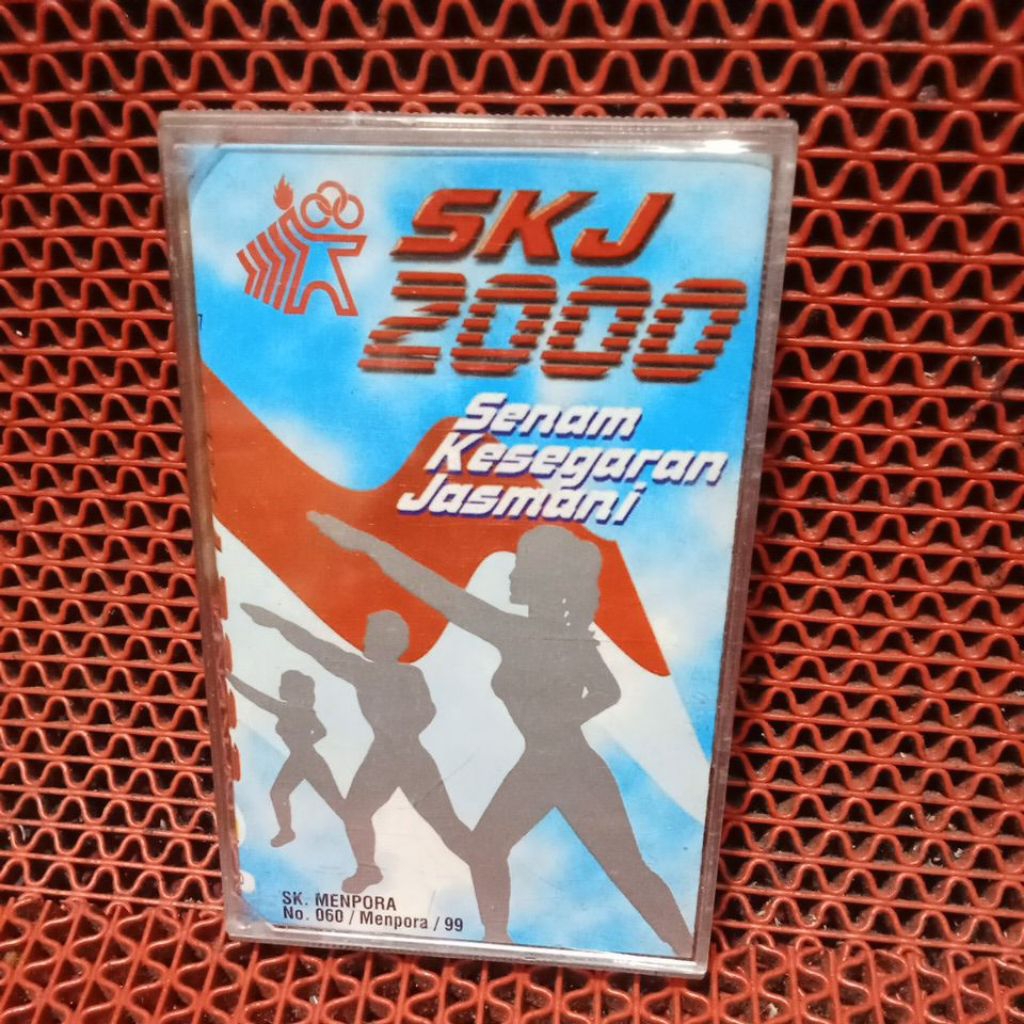 SKJ
2000
Senam
Kesegaran
Jasmani
SK. MENPORA
No. 060 / Menpora / 99